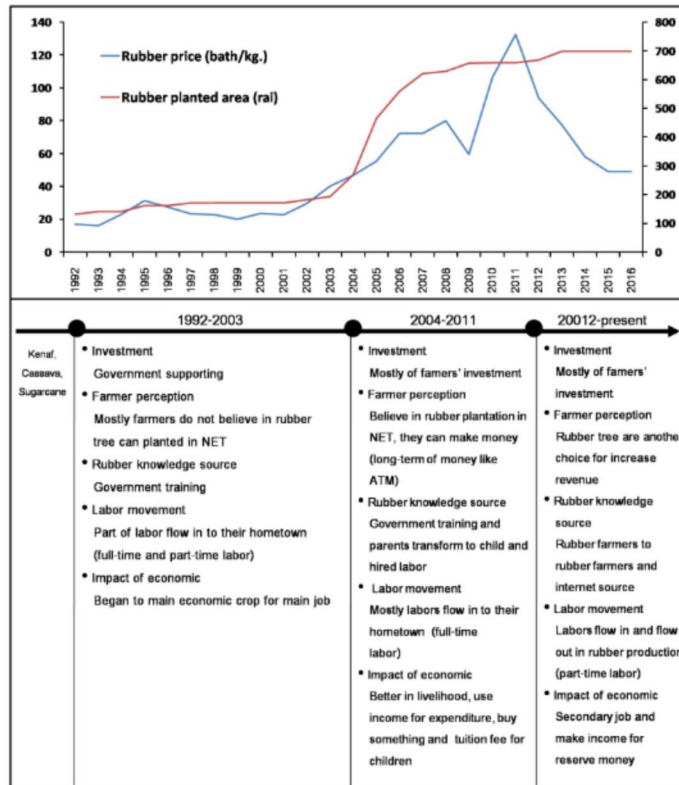 140
120
100
80
60
40
20
0
800
700
600
500
400
300
200
100
0
Rubber price (bath/kg.)
Rubber planted area (rai)
1992
1993
1994
1995
1996
1997
1998
1999
2000
2001
2002
2003
2004
2005
2006
2007
2008
2009
2010
2011
2012
2013
2014
2015
2016
1992-2003
2004-2011
20012-present
Kenaf,
Cassava,
Sugarcane
• Investment
Government supporting
• Farmer perception
Mostly farmers do not believe in rubber
tree can planted in NET
• Rubber knowledge source
Government training
• Labor movement
Part of labor flow in to their hometown
(full-time and part-time labor)
• Impact of economic
Began to main economic crop for main job
• Investment
Mostly of famers' investment
• Farmer perception
Believe in rubber plantation in
NET, they can make money
(long-term of money like
ATM)
• Rubber knowledge source
Government training and
parents transform to child and
hired labor
• Labor movement
Mostly labors flow in to their
hometown (full-time
labor)
• Impact of economic
Better in livelihood, use
income for expenditure, buy
something and tuition fee for
children
• Investment
Mostly of famers'
investment
• Farmer perception
Rubber tree are another
choice for increase
revenue
• Rubber knowledge
source
Rubber farmers to
rubber farmers and
internet source
• Labor movement
Labors flow in and flow
out in rubber production
(part-time labor)
• Impact of economic
Secondary job and
make income for
reserve money